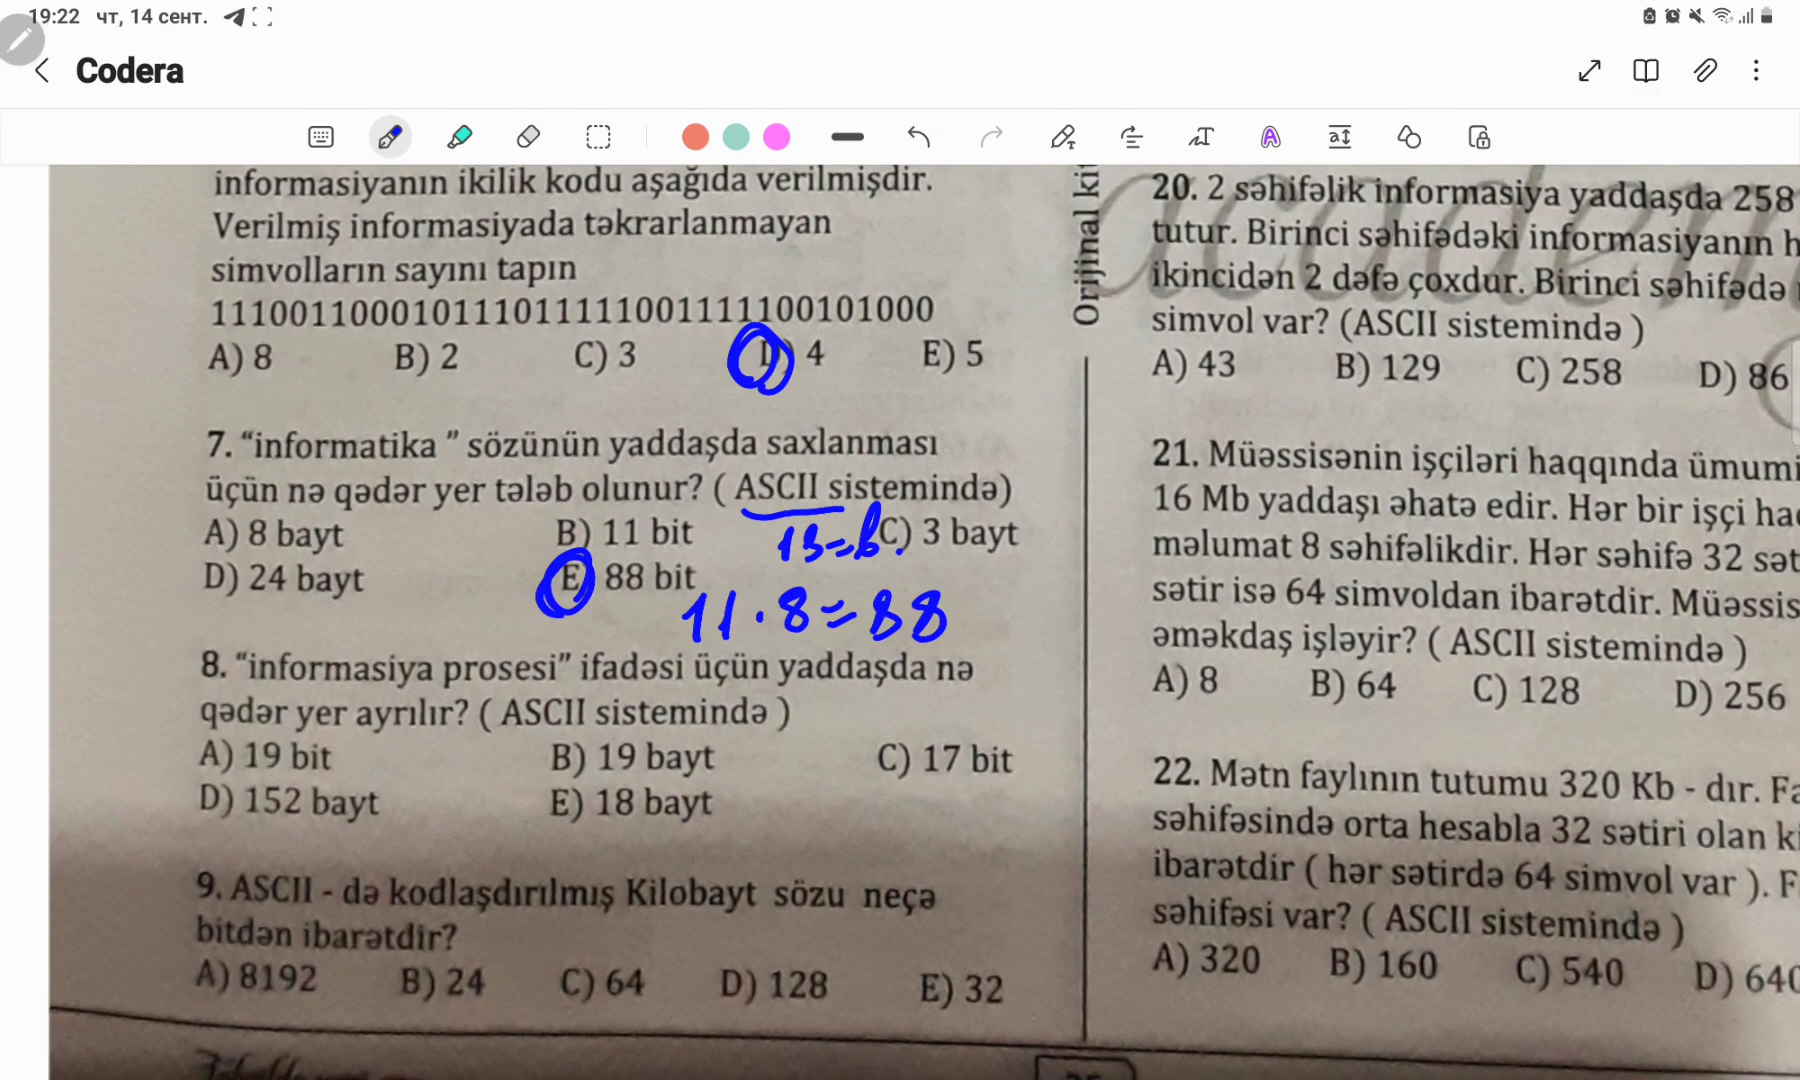 19:22 чт, 14 сент.
Codera
informasiyanın ikilik kodu aşağıda verilmişdir.
Verilmiş informasiyada təkrarlanmayan
simvolların sayını tapın
1110011000101110111110011111100101000
A) 8 B) 2 C) 3 D) 4 E) 5
7. “informatika ” sözünün yaddaşda saxlanması
üçün nə qədər yer tələb olunur? ( ASCII sistemində)
A) 8 bayt B) 11 bit C) 3 bayt
D) 24 bayt E) 88 bit
11 · 8 = 88
8. “informasiya prosesi” ifadəsi üçün yaddaşda nə
qədər yer ayrılır? ( ASCII sistemində )
A) 19 bit B) 19 bayt C) 17 bit
D) 152 bayt E) 18 bayt
9. ASCII - də kodlaşdırılmış Kilobayt sözu neçə
bitdən ibarətdir?
A) 8192 B) 24 C) 64 D) 128 E) 32
Orijinal
20. 2 səhifəlik informasiya yaddaşda 258
tutur. Birinci səhifədəki informasiyanın
ikincidən 2 dəfə çoxdur. Birinci səhifədə
simvol var? (ASCII sistemində )
A) 43 B) 129 C) 258 D) 86
21. Müəssisənin işçiləri haqqında ümumi
16 Mb yaddaşı əhatə edir. Hər bir işçi
məlumat 8 səhifəlikdir. Hər səhifə 32
sətir isə 64 simvoldan ibarətdir.
əməkdaş işləyir? ( ASCII sistemində )
A) 8 B) 64 C) 128 D) 256
22. Mətn faylının tutumu 320 Kb - dır.
səhifəsində orta hesabla 32 sətiri olan
ibarətdir ( hər sətirdə 64 simvol var ).
səhifəsi var? ( ASCII sistemində )
A) 320 B) 160 C) 540 D) 640